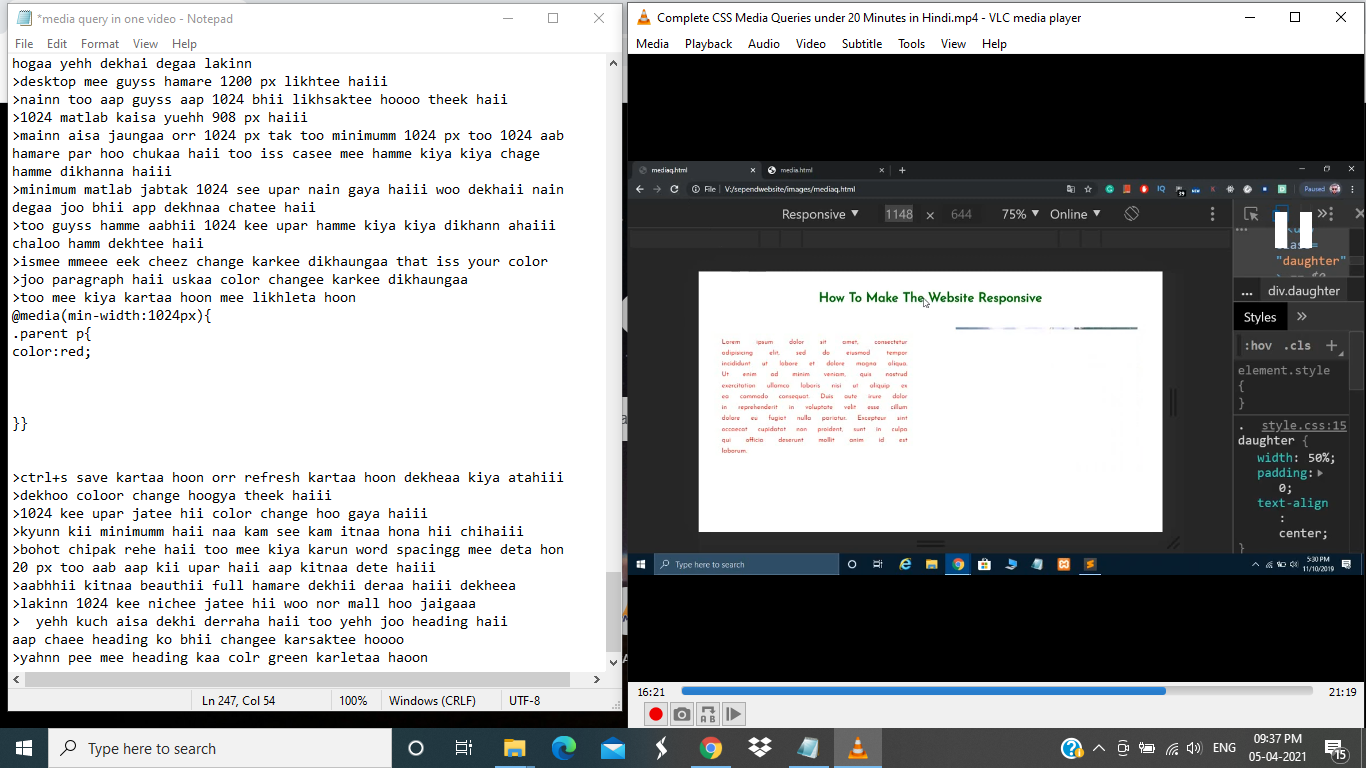 *media query in one video - Notepad
File Edit Format View Help
hogaa yehh dekhai degaa lakinn
>desktop mee guyss hamare 1200 px likhtee haiii
>nainn too aap guyss aap 1024 bhii likhsaktee hoooo theek haii
>1024 matlab kaisa yuehh 908 px haiii
>mainn aisa jaungaa orr 1024 px tak too minimumm 1024 px too 1024 aab
hamare par hoo chukaa haii too iss casee mee hamme kiya kiya chage
hamme dikhanna haiii
>minimum matlab jabtak 1024 see upar nain gaya haiii woo dekhaii nain
degaa joo bhii app dekhnaa chatee haii
>too guyss hamme aabhii 1024 kee upar hamme kiya kiya dikhann ahaiii
chaloo hamm dekhtee haii
>ismee mmeee eek cheez change karkee dikhaungaa that iss your color
>joo paragraph haii uskaa color changee karkee dikhaungaa
>too mee kiya kartaa hoon mee likhleta hoon
@media(min-width:1024px){
.parent p{
color:red;
}}
>ctrl+s save kartaa hoon orr refresh kartaa hoon dekheaa kiya atahiii
>dekhoo coloor change hoogya theek haiii
>1024 kee upar jatee hii color change hoo gaya haiii
>kyunn kii minimumm haii naa kam see kam itnaa hona hii chihaiii
>bohot chipak rehe haii too mee kiya karun word spacingg mee deta hon
20 px too aab aap kii upar haii aap kitnaa dete haiii
>aabhhii kitnaa beauthii full hamare dekhii deraa haiii dekheea
>lakinn 1024 kee nichee jatee hii woo nor mall hoo jaigaaa
>  yehh kuch aisa dekhi derraha haii too yehh joo heading haii
aap chaee heading ko bhii changee karsaktee hoooo
>yahnn pee mee heading kaa colr green karletaa haoon
Ln 247, Col 54 100% Windows (CRLF) UTF-8
Complete CSS Media Queries under 20 Minutes in Hindi.mp4 - VLC media player
Media Playback Audio Video Subtitle Tools View Help
mediaq.html media.html
File V:/sependwebsite/images/mediaq.html Paused
Responsive 1148 × 644 75% Online
class=
"daughter"
... div.daughter
Styles
:hov .cls
element.style
{
}
. style.css:15
daughter {
width: 50%;
padding:
0;
text-align
:
center;
}
How To Make The Website Responsive
Lorem ipsum dolor sit amet, consectetur
adipisicing elit, sed do eiusmod tempor
incididunt ut labore et dolore magna aliqua.
Ut enim ad minim veniam, quis nostrud
exercitation ullamco laboris nisi ut aliquip ex
ea commodo consequat. Duis aute irure dolor
in reprehenderit in voluptate velit esse cillum
dolore eu fugiat nulla pariatur. Excepteur sint
occaecat cupidatat non proident, sunt in culpa
qui officia deserunt mollit anim id est
laborum.
Type here to search
5:30 PM
11/10/2019
16:21 21:19
Type here to search
ENG
09:37 PM
05-04-2021
15